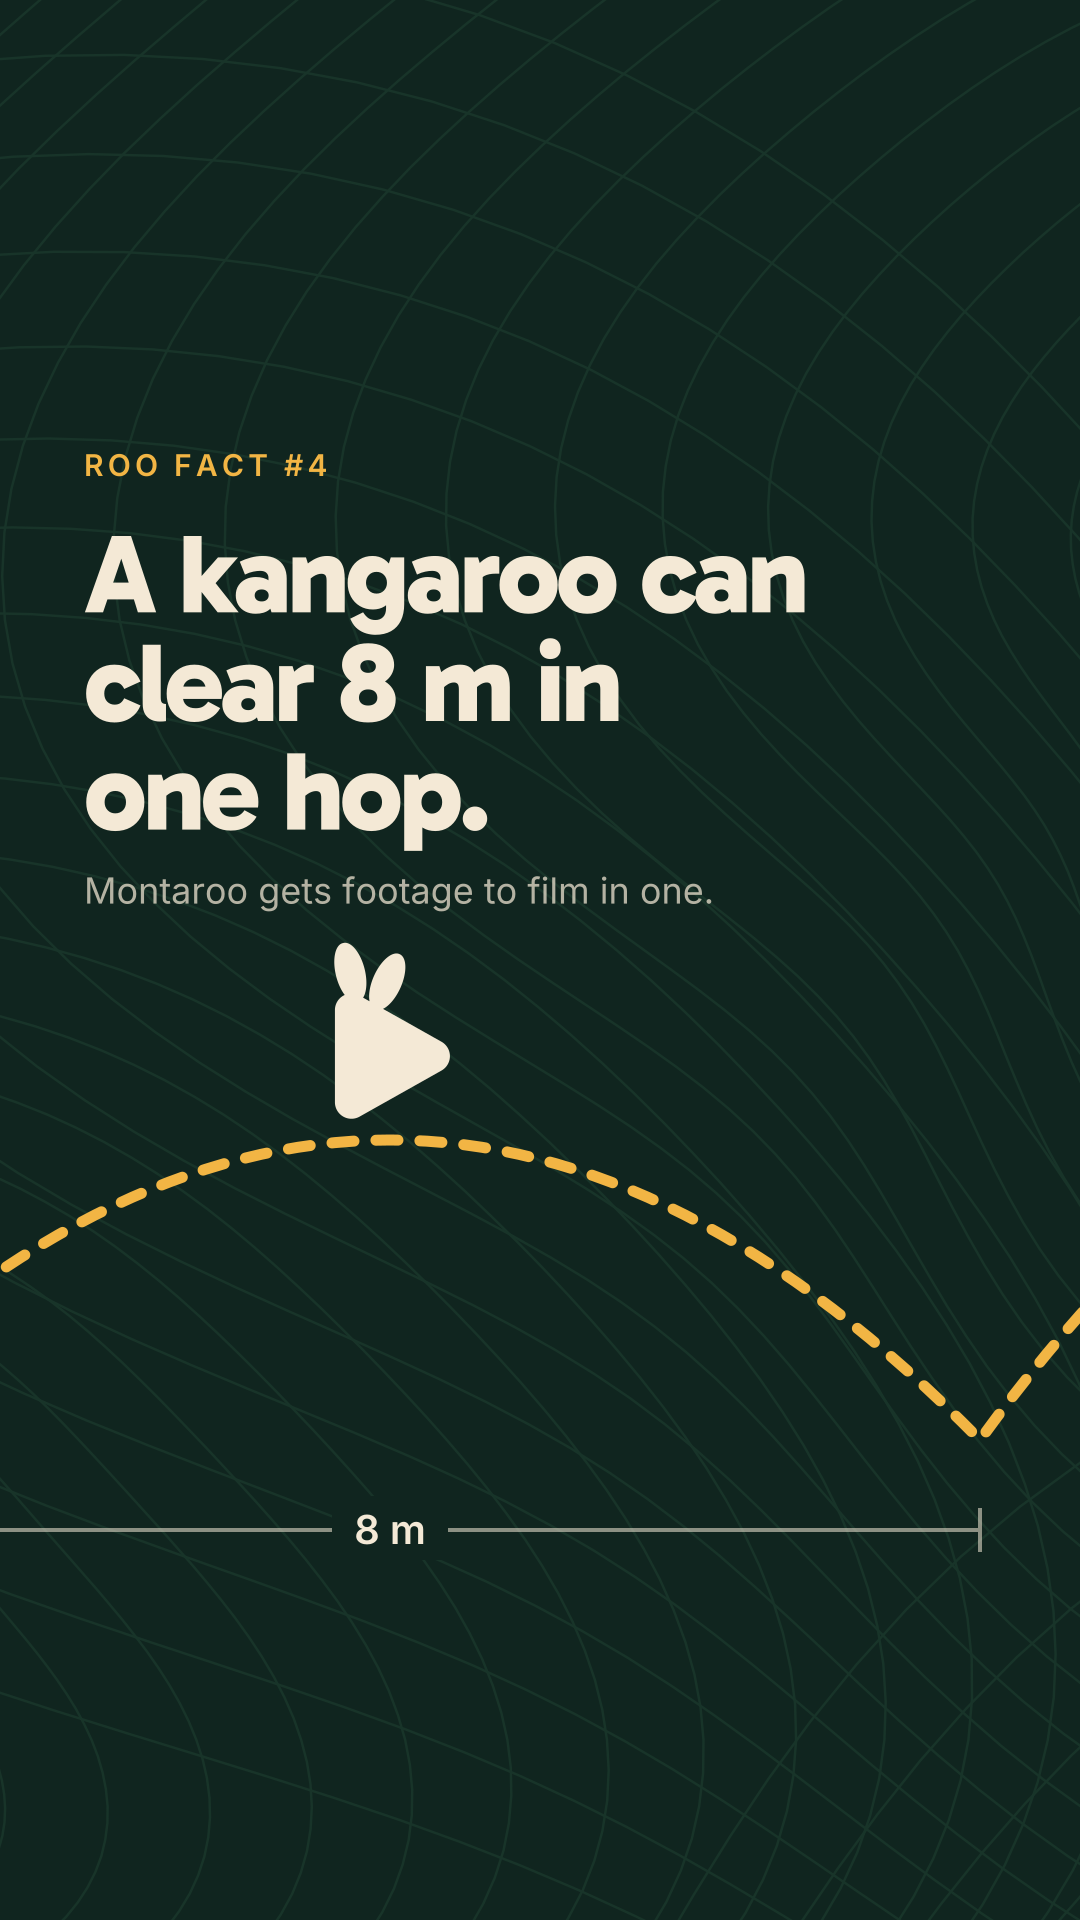 ROO FACT #4
A kangaroo can
clear 8 m in
one hop.
Montaroo gets footage to film in one.
8 m